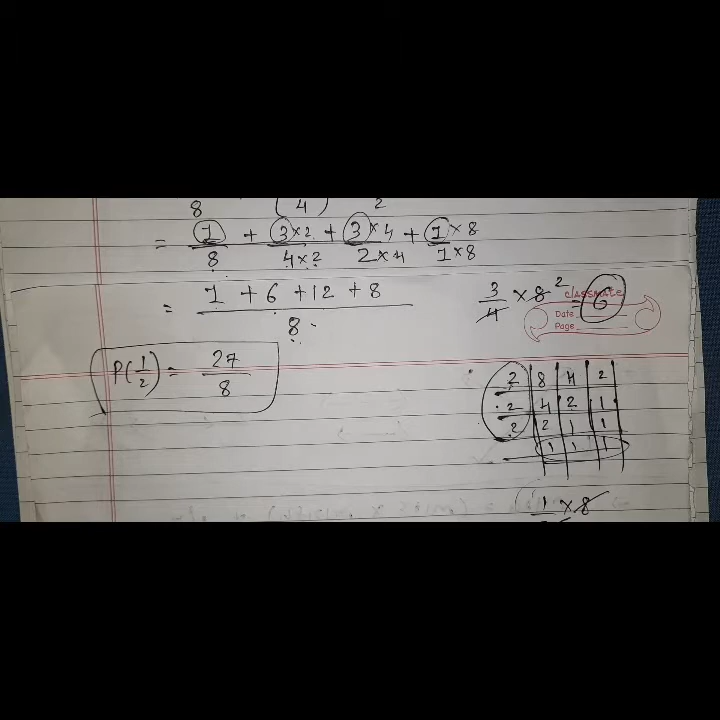 8 (4) 2
= 1/8 + 3×2/4×2 + 3×4/2×4 + 1×8/1×8
= 1 + 6 + 12 + 8 / 8
3/4 × 8 2 = 6
classmate
Date
Page
P(1/2) = 27/8
2 8 4 2
2 4 2 1
2 2 1 1
1 1 1
1 × 8